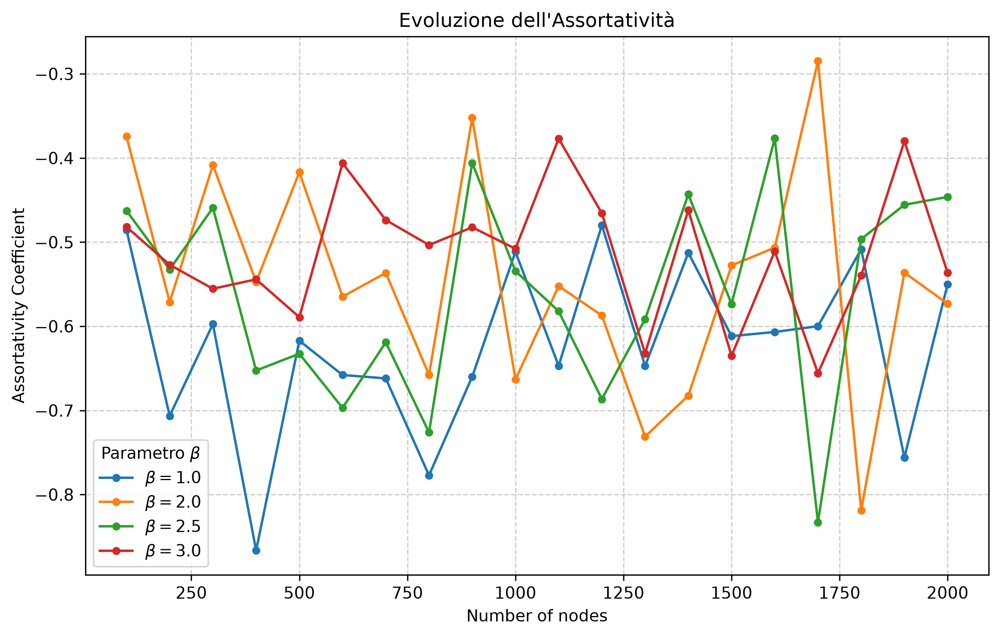 Evoluzione dell'Assortatività
Assortativity Coefficient
−0.3
−0.4
−0.5
−0.6
−0.7
−0.8
Parametro β
β = 1.0
β = 2.0
β = 2.5
β = 3.0
250 500 750 1000 1250 1500 1750 2000
Number of nodes